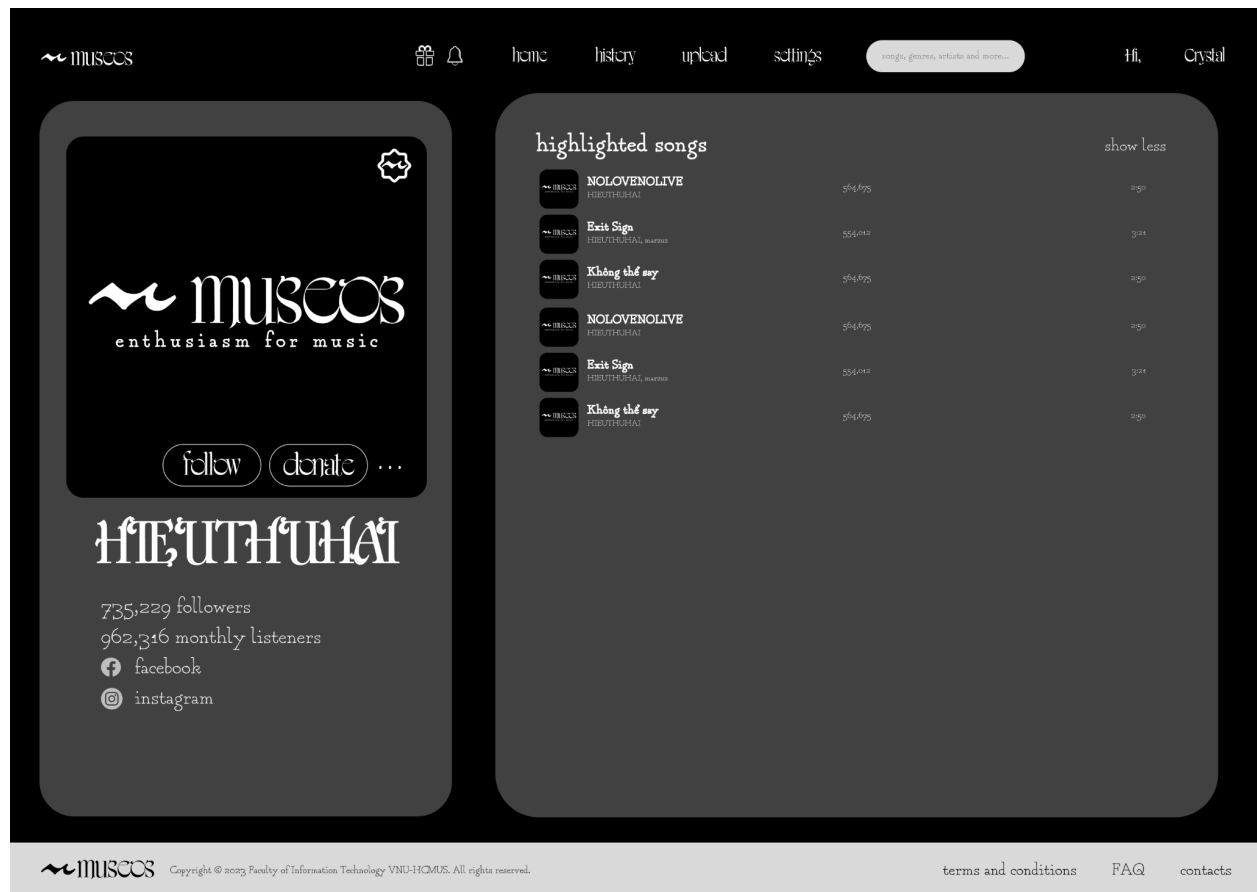 museos
home history upload settings songs, genres, artists and more... Hi, Crystal
museos
enthusiasm for music
follow donate ...
HIEUTHUHAI
735,229 followers
962,316 monthly listeners
facebook
instagram
highlighted songs show less
NOLOVENOLIVE 564,675 2:50
HIEUTHUHAI
Exit Sign 554,012 3:21
HIEUTHUHAI, marzuz
Không thể say 564,675 2:50
HIEUTHUHAI
NOLOVENOLIVE 564,675 2:50
HIEUTHUHAI
Exit Sign 554,012 3:21
HIEUTHUHAI, marzuz
Không thể say 564,675 2:50
HIEUTHUHAI
museos Copyright © 2023 Faculty of Information Technology VNU-HCMUS. All rights reserved. terms and conditions FAQ contacts